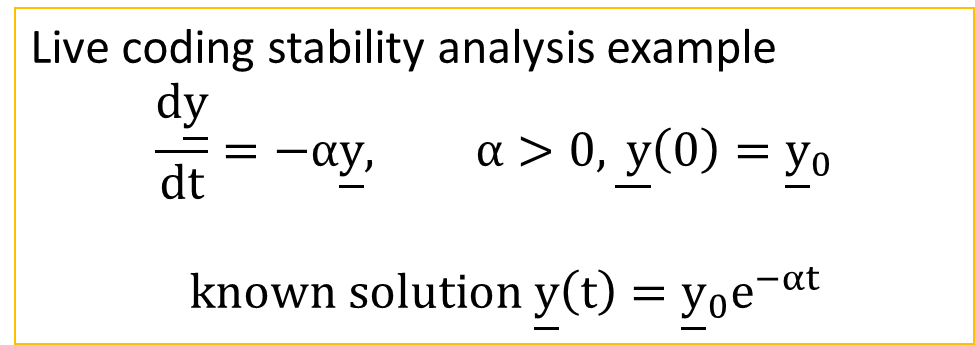 Live coding stability analysis example
dy/dt = −αy, α > 0, y(0) = y₀
known solution y(t) = y₀e^−αt